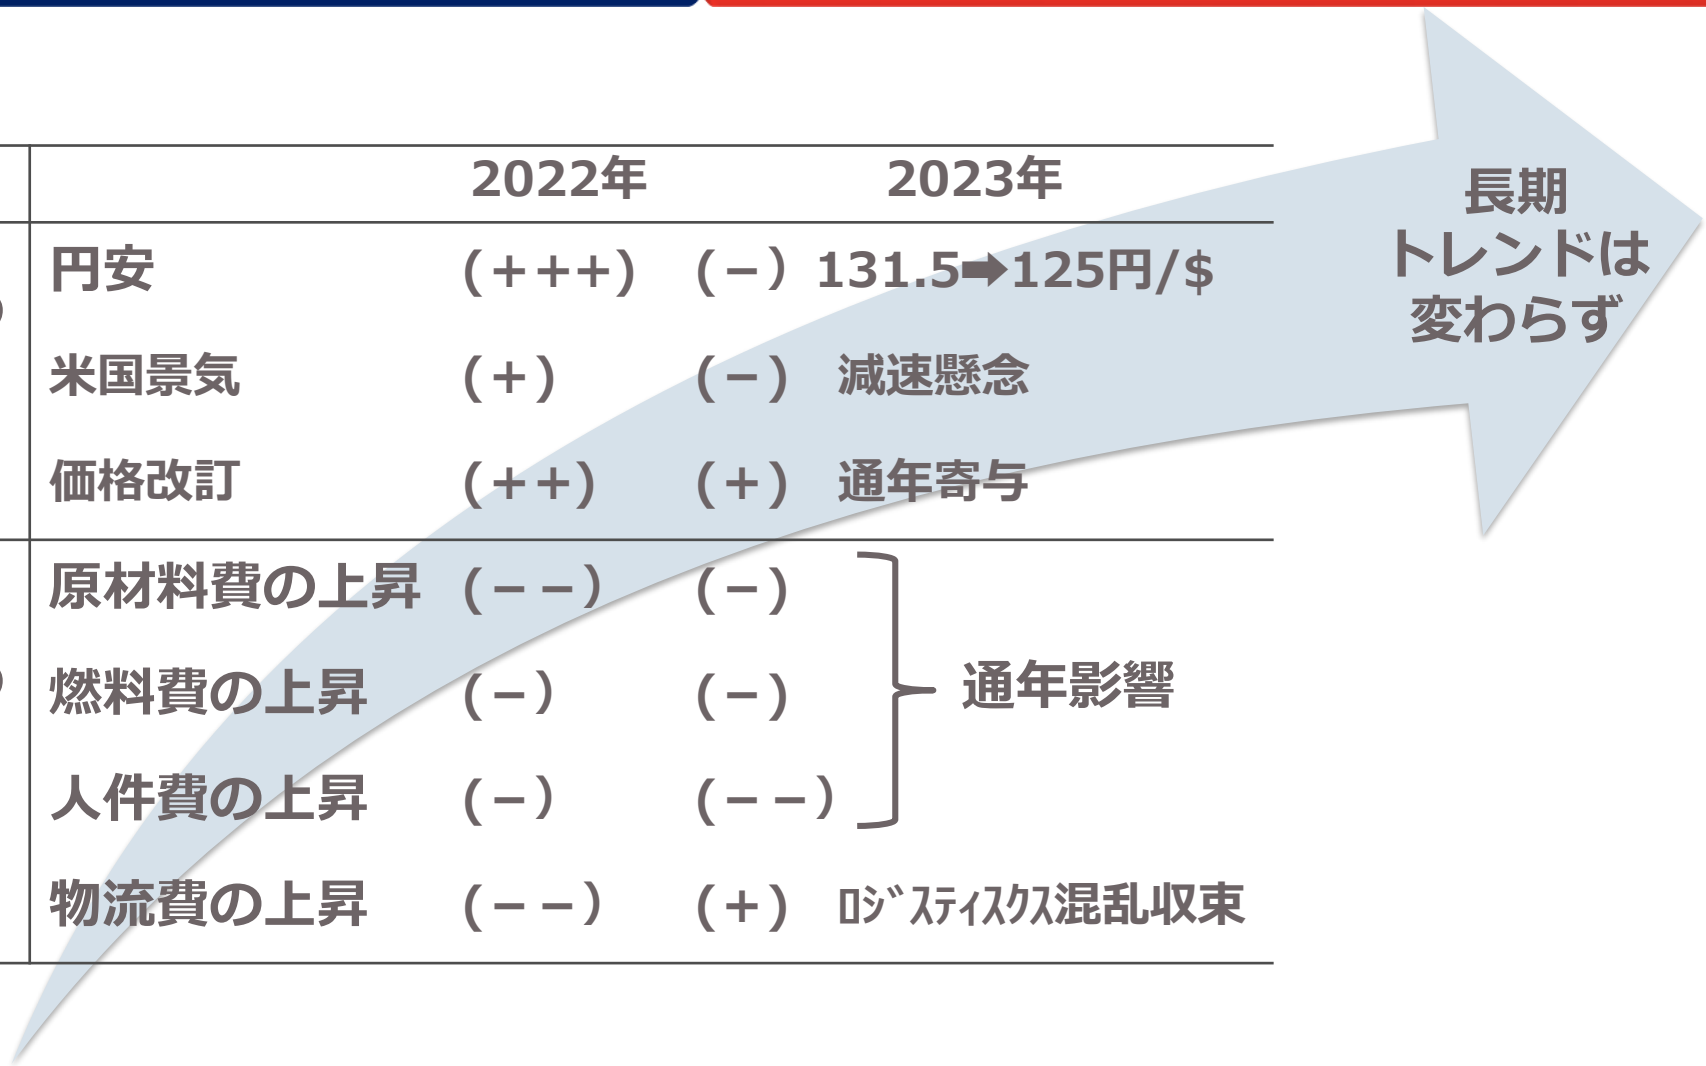 2022年 2023年
円安 (+++) (−) 131.5➡125円/$
米国景気 (+) (−) 減速懸念
価格改訂 (++) (+) 通年寄与
原材料費の上昇 (−−) (−)
燃料費の上昇 (−) (−)
人件費の上昇 (−) (−−)
通年影響
物流費の上昇 (−−) (+) ﾛｼﾞｽﾃｨｽｸｽ混乱収束
長期
トレンドは
変わらず